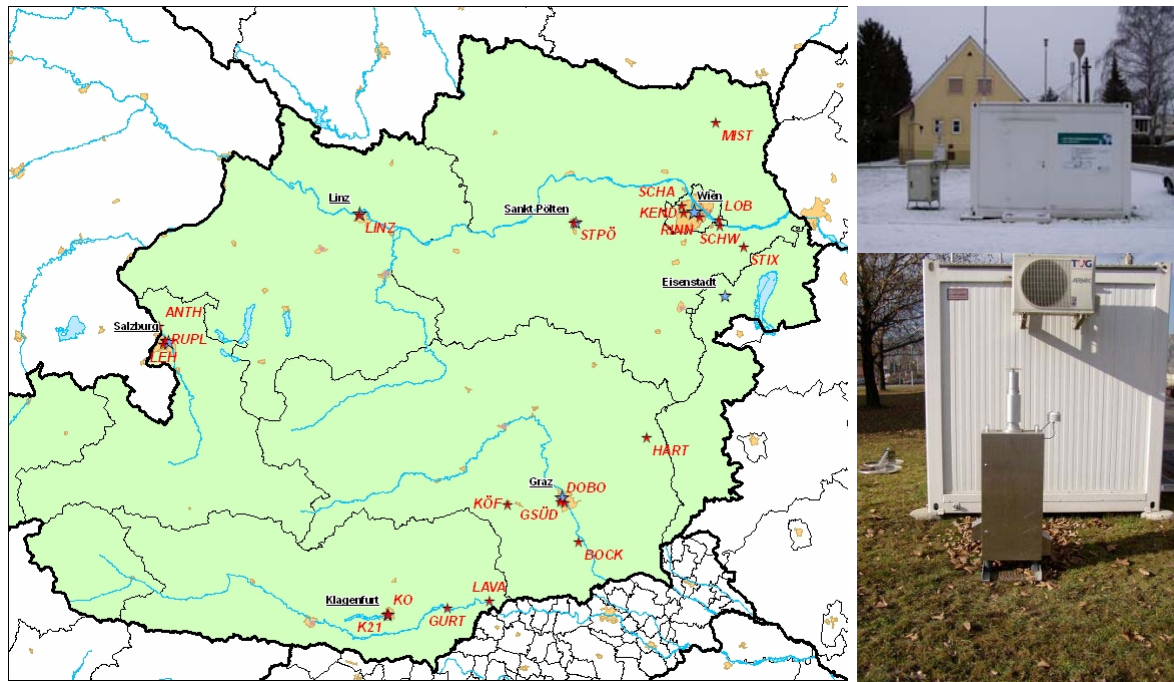 MIST
SCHA
Wien
LOB
KEND
RINN
SCHW
STIX
Linz
LINZ
Sankt-Pölten
STPÖ
Eisenstadt
ANTH
Salzburg
RUPL
LEH
HART
Graz
DOBO
KÖF
GSÜD
BOCK
LAVA
Klagenfurt
KO
K21
GURT
TVG